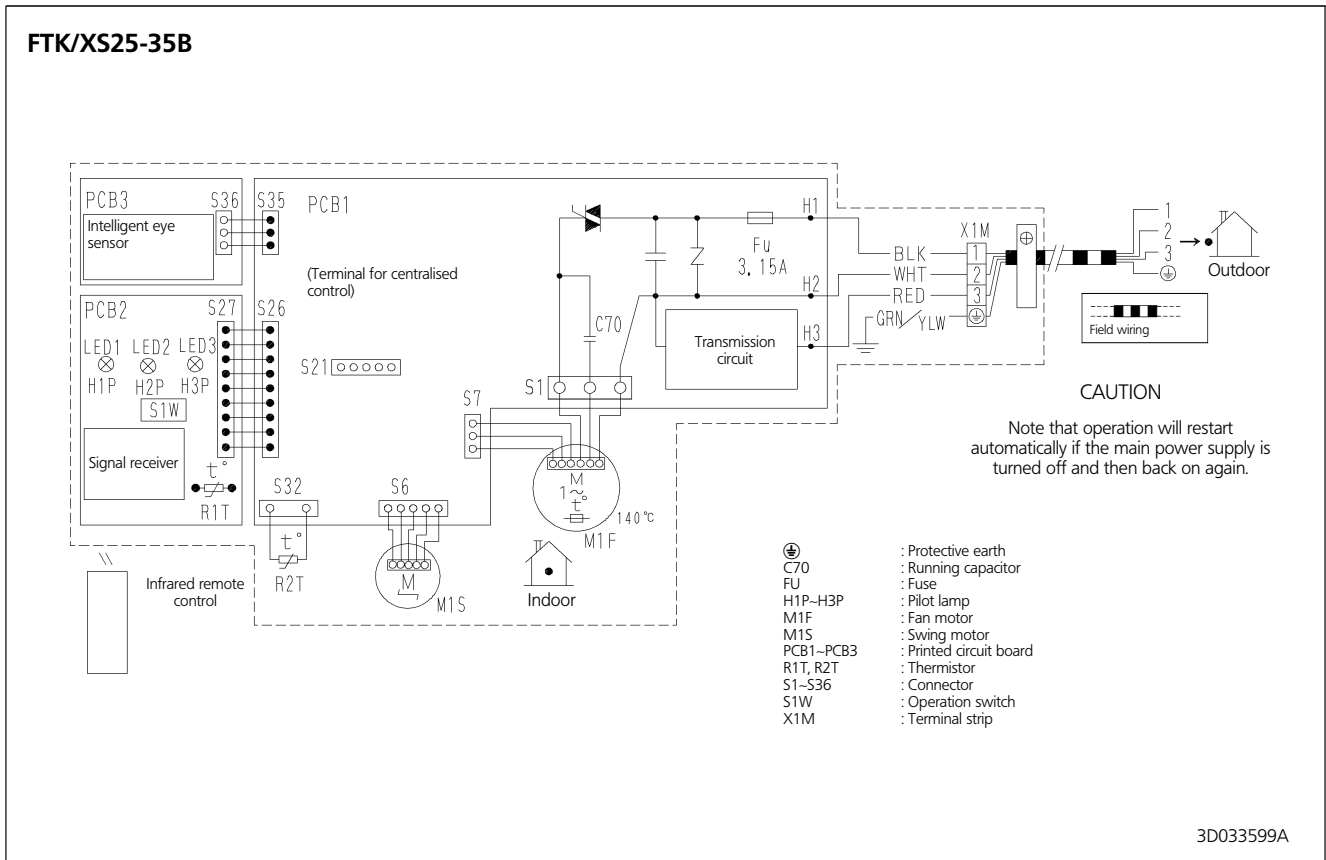 FTK/XS25-35B
PCB3
S36
S35
PCB1
Intelligent eye
sensor
(Terminal for centralised
control)
H1
Fu
3.15A
H2
H3
BLK
WHT
RED
GRN/YLW
X1M
1
2
3
1
2
3
Outdoor
Field wiring
PCB2
S27
S26
LED1
LED2
LED3
H1P
H2P
H3P
S1W
Signal receiver
t°
R1T
S21
C70
Transmission
circuit
S1
S7
M
1~
t°
140°C
M1F
S32
t°
R2T
S6
M
M1S
Indoor
Infrared remote
control
CAUTION
Note that operation will restart
automatically if the main power supply is
turned off and then back on again.
: Protective earth
C70 : Running capacitor
FU : Fuse
H1P~H3P : Pilot lamp
M1F : Fan motor
M1S : Swing motor
PCB1~PCB3 : Printed circuit board
R1T, R2T : Thermistor
S1~S36 : Connector
S1W : Operation switch
X1M : Terminal strip
3D033599A